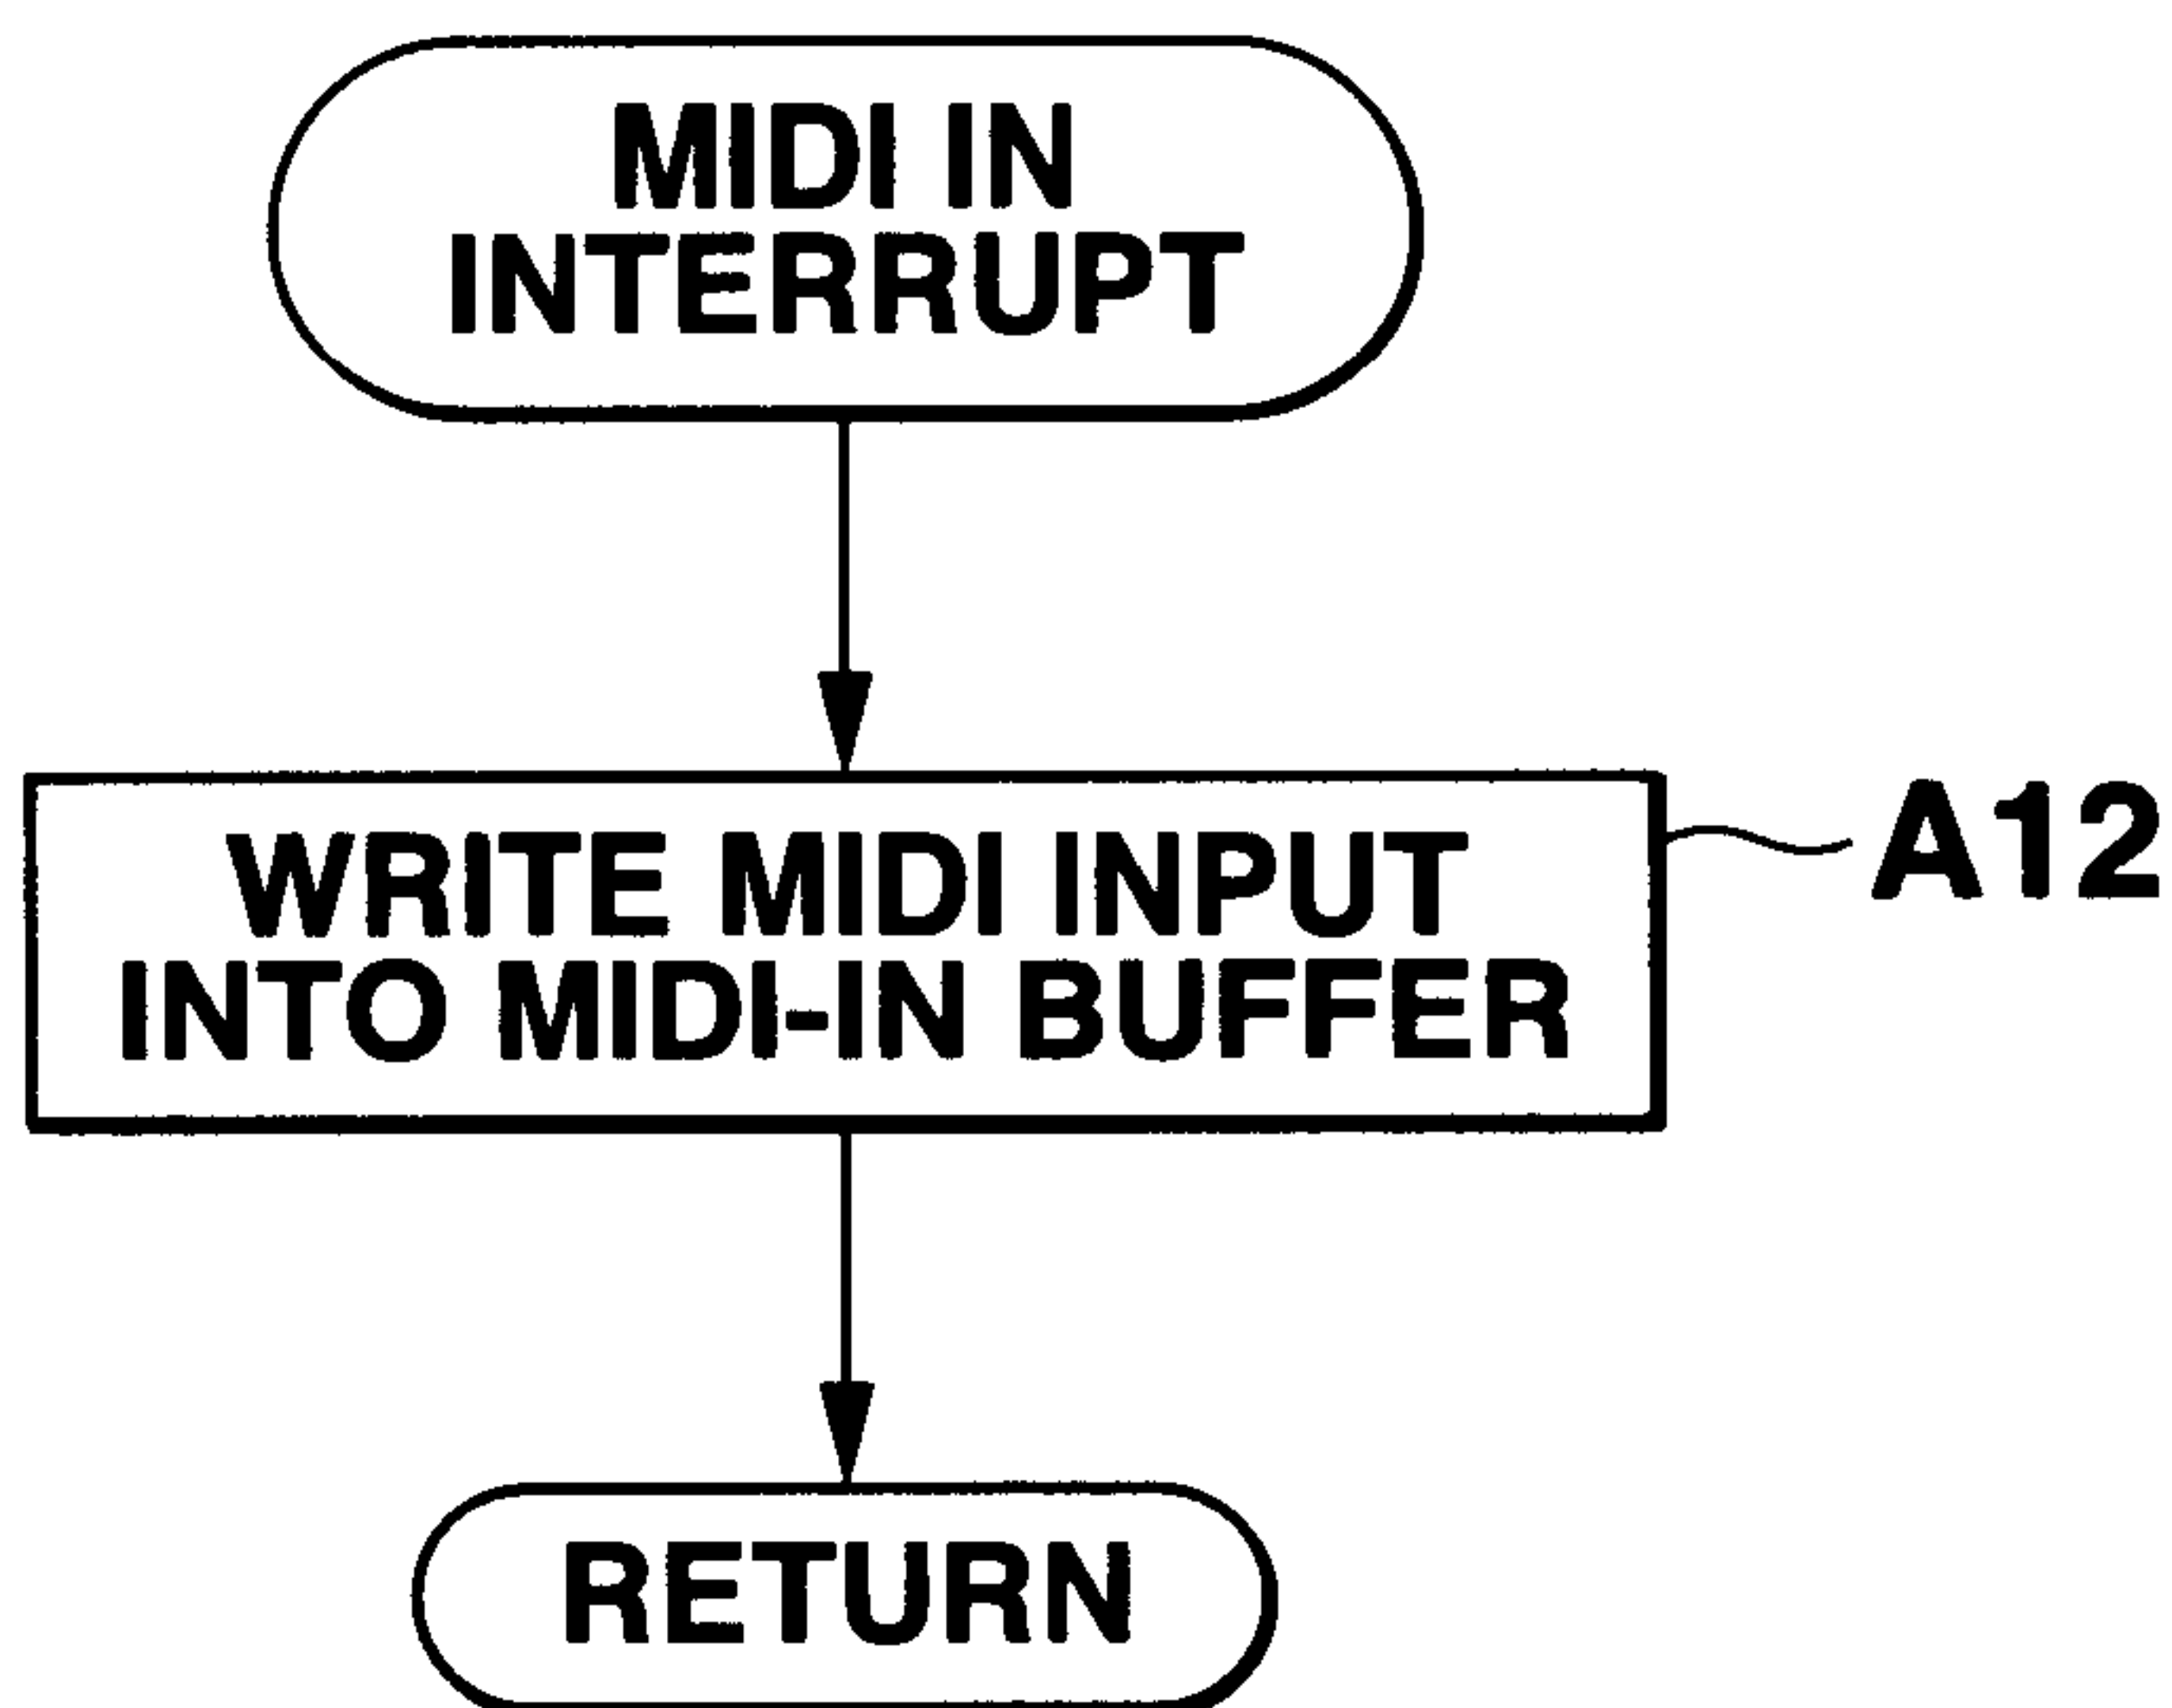 MIDI IN
INTERRUPT
WRITE MIDI INPUT
INTO MIDI-IN BUFFER
A12
RETURN